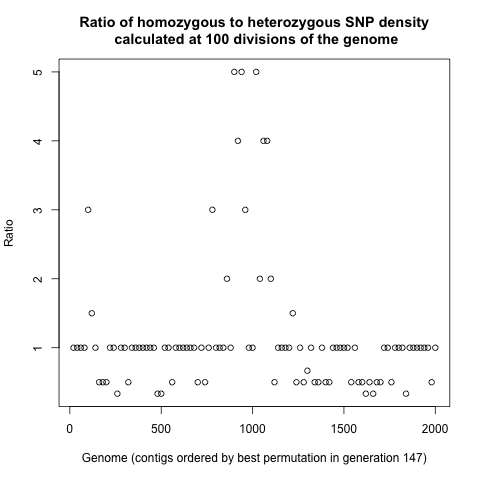 Ratio of homozygous to heterozygous SNP density
calculated at 100 divisions of the genome
5
4
3
2
1
Ratio
0 500 1000 1500 2000
Genome (contigs ordered by best permutation in generation 147)